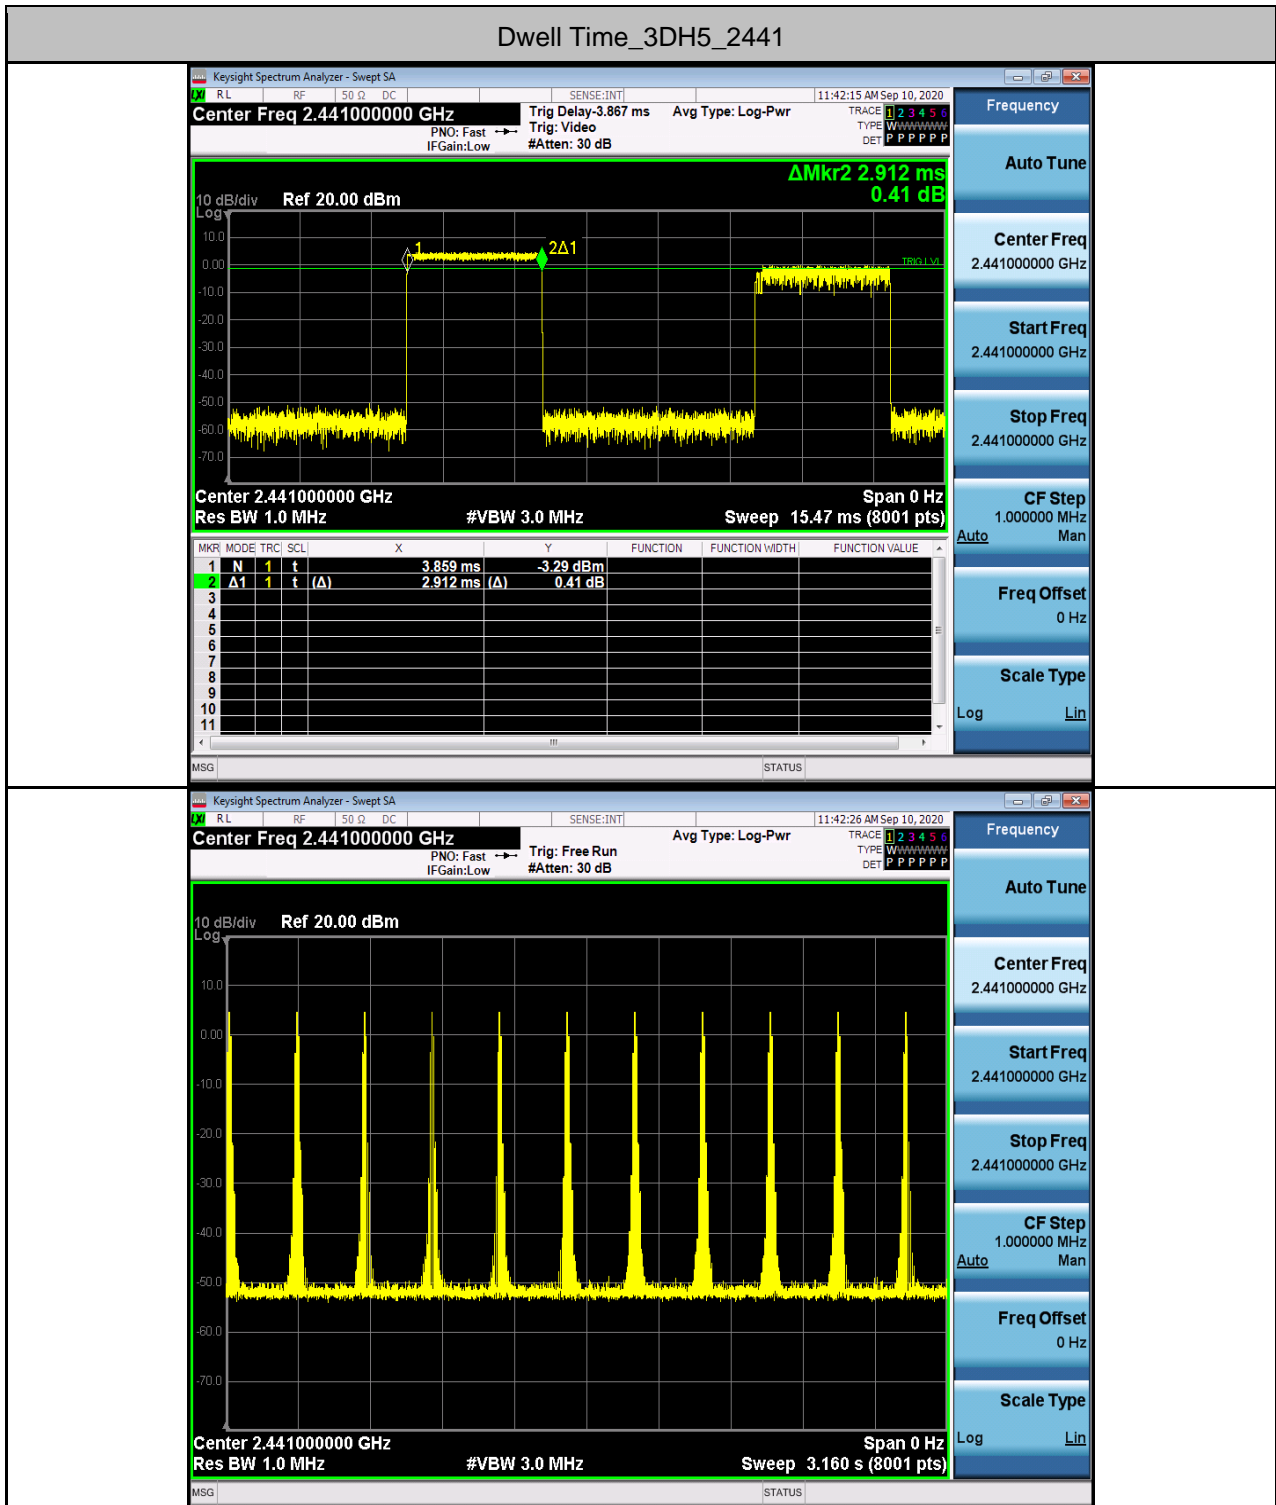 Dwell Time_3DH5_2441
Keysight Spectrum Analyzer - Swept SA
LXI RL RF 50 Ω DC SENSE:INT 11:42:15 AM Sep 10, 2020
Center Freq 2.441000000 GHz
PNO: Fast
IFGain:Low
Trig Delay-3.867 ms
Trig: Video
#Atten: 30 dB
Avg Type: Log-Pwr
TRACE 1 2 3 4 5 6
TYPE WWWWWW
DET P P P P P P
ΔMkr2 2.912 ms
0.41 dB
10 dB/div Ref 20.00 dBm
Log
10.0
0.00
-10.0
-20.0
-30.0
-40.0
-50.0
-60.0
-70.0
1
2Δ1
TRIG LVL
Center 2.441000000 GHz Span 0 Hz
Res BW 1.0 MHz #VBW 3.0 MHz Sweep 15.47 ms (8001 pts)
MKR MODE TRC SCL X Y FUNCTION FUNCTION WIDTH FUNCTION VALUE
1 N 1 t 3.859 ms -3.29 dBm
2 Δ1 1 t (Δ) 2.912 ms (Δ) 0.41 dB
3
4
5
6
7
8
9
10
11
MSG STATUS
Frequency
Auto Tune
Center Freq
2.441000000 GHz
Start Freq
2.441000000 GHz
Stop Freq
2.441000000 GHz
CF Step
1.000000 MHz
Auto Man
Freq Offset
0 Hz
Scale Type
Log Lin
Keysight Spectrum Analyzer - Swept SA
LXI RL RF 50 Ω DC SENSE:INT 11:42:26 AM Sep 10, 2020
Center Freq 2.441000000 GHz
PNO: Fast
IFGain:Low
Trig: Free Run
#Atten: 30 dB
Avg Type: Log-Pwr
TRACE 1 2 3 4 5 6
TYPE WWWWWW
DET P P P P P P
10 dB/div Ref 20.00 dBm
Log
10.0
0.00
-10.0
-20.0
-30.0
-40.0
-50.0
-60.0
-70.0
Center 2.441000000 GHz Span 0 Hz
Res BW 1.0 MHz #VBW 3.0 MHz Sweep 3.160 s (8001 pts)
MSG STATUS
Frequency
Auto Tune
Center Freq
2.441000000 GHz
Start Freq
2.441000000 GHz
Stop Freq
2.441000000 GHz
CF Step
1.000000 MHz
Auto Man
Freq Offset
0 Hz
Scale Type
Log Lin